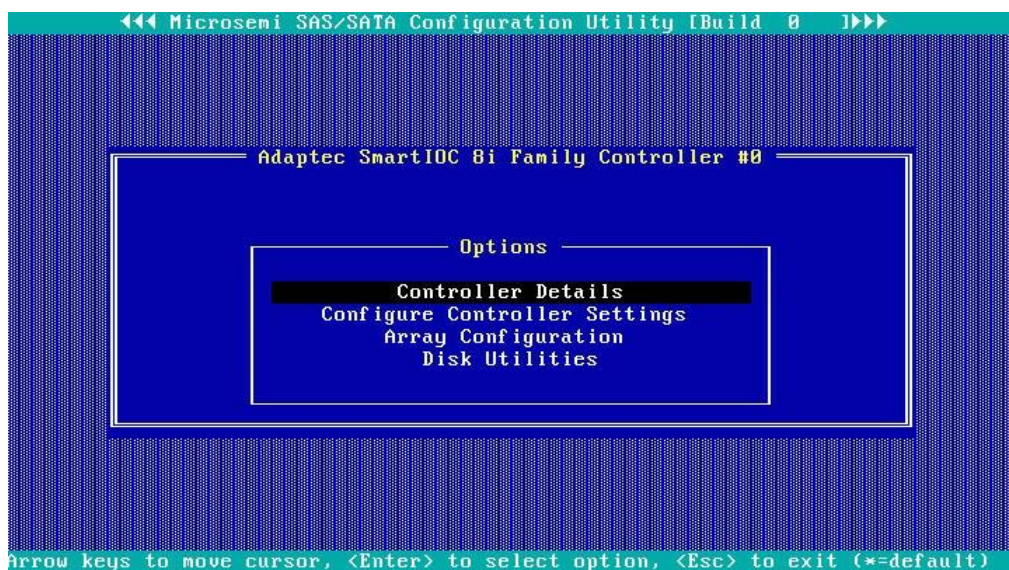 ◄◄◄ Microsemi SAS/SATA Configuration Utility [Build 0 ]►►►
Adaptec SmartIOC 8i Family Controller #0
Options
Controller Details
Configure Controller Settings
Array Configuration
Disk Utilities
Arrow keys to move cursor, <Enter> to select option, <Esc> to exit (*=default)